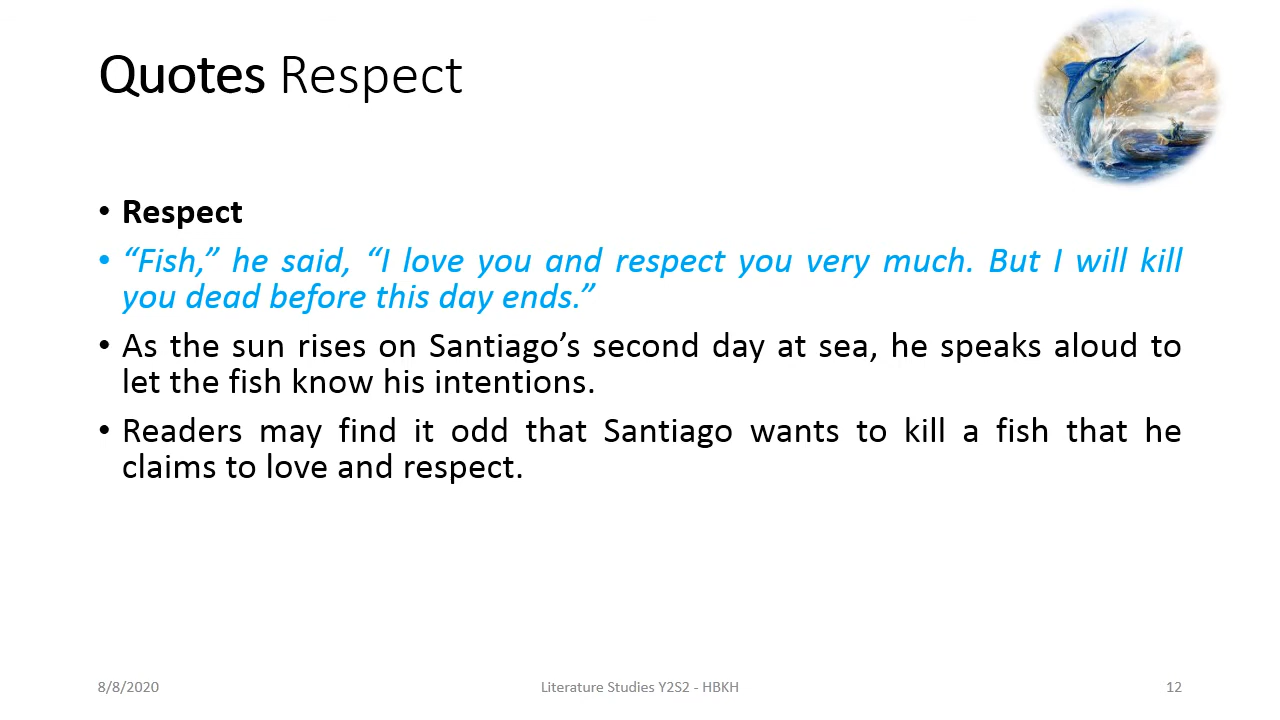 Quotes Respect
• Respect
• “Fish,” he said, “I love you and respect you very much. But I will kill
you dead before this day ends.”
• As the sun rises on Santiago’s second day at sea, he speaks aloud to
let the fish know his intentions.
• Readers may find it odd that Santiago wants to kill a fish that he
claims to love and respect.
8/8/2020
Literature Studies Y2S2 - HBKH
12